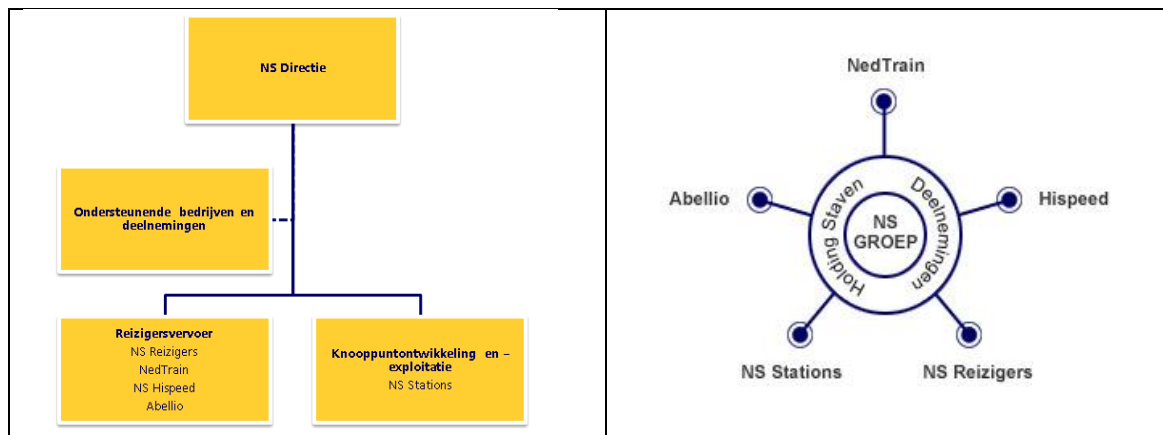 NS Directie
Ondersteunende bedrijven en
deelnemingen
Reizigersvervoer
NS Reizigers
NedTrain
NS Hispeed
Abellio
Knooppuntontwikkeling en –
exploitatie
NS Stations
NedTrain
Abellio
Hispeed
Holding Staven
Deelnemingen
NS
GROEP
NS Stations
NS Reizigers